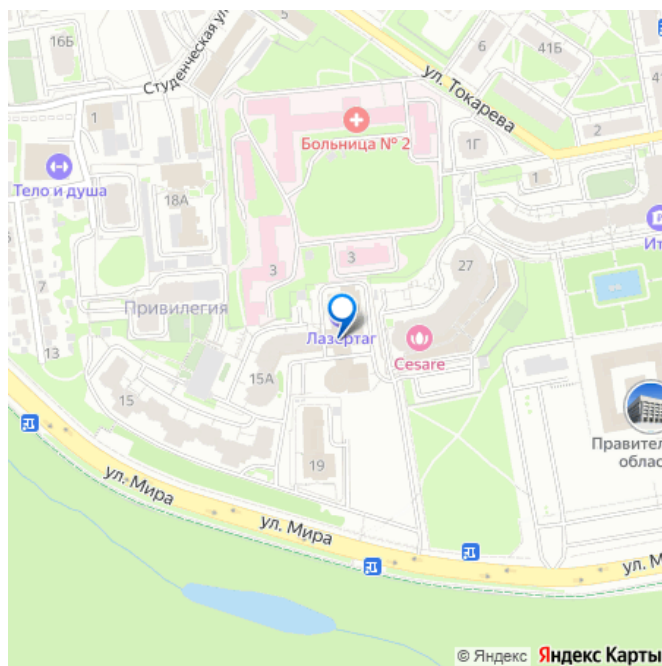 5
6
41Б
16Б
Студенческая ул
ул. Токарева
1
Больница № 2
1Г
2
Тело и душа
18А
1
3
27
3
7
Привилегия
Ит
13
Лазертаг
Cesare
15А
15
Правител
облас
19
ул. Мира
ул. Мира
ул. М
© Яндекс Яндекс Карты